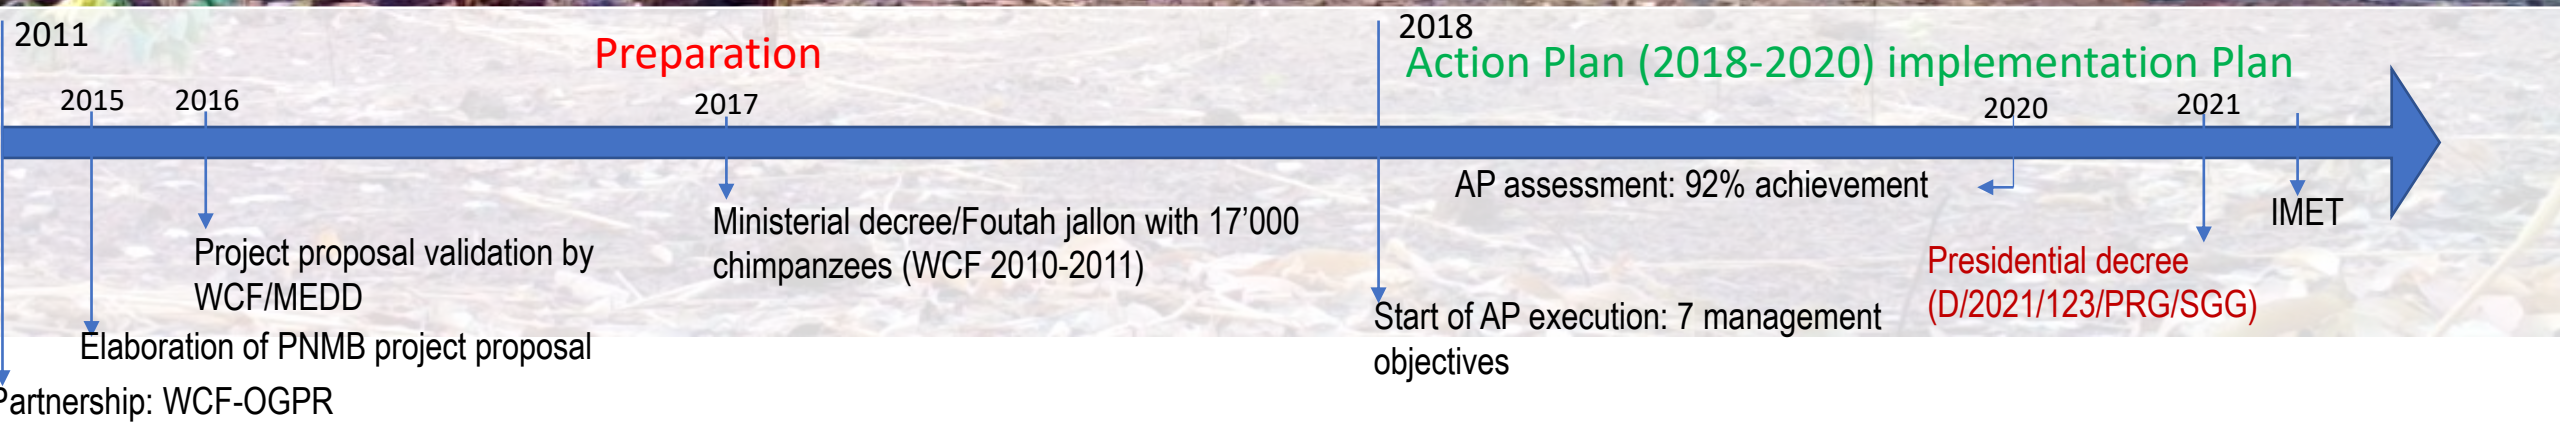 2011
Preparation
2018
Action Plan (2018-2020) implementation Plan
2015
2016
2017
2020
2021
AP assessment: 92% achievement
IMET
Ministerial decree/Foutah jallon with 17’000
chimpanzees (WCF 2010-2011)
Project proposal validation by
WCF/MEDD
Presidential decree
(D/2021/123/PRG/SGG)
Start of AP execution: 7 management
objectives
Elaboration of PNMB project proposal
Partnership: WCF-OGPR